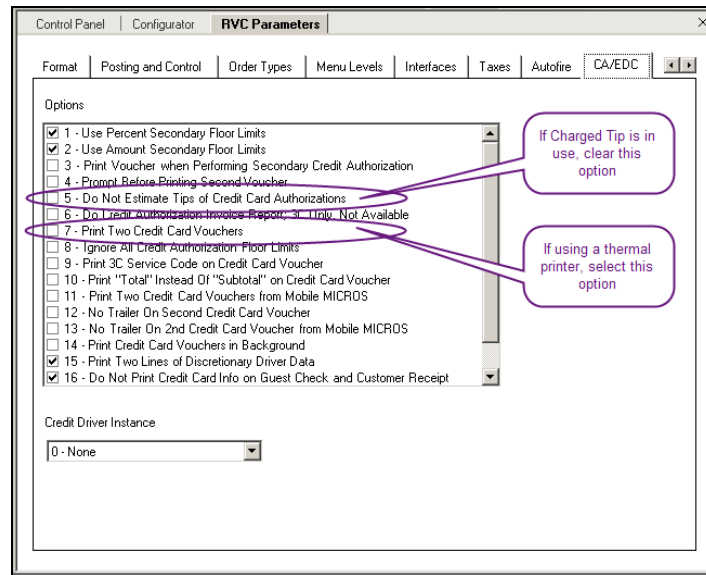 Control Panel | Configurator RVC Parameters ×
Format Posting and Control Order Types Menu Levels Interfaces Taxes Autofire CA/EDC
Options
1 - Use Percent Secondary Floor Limits
2 - Use Amount Secondary Floor Limits
3 - Print Voucher when Performing Secondary Credit Authorization
4 - Prompt Before Printing Second Voucher
5 - Do Not Estimate Tips of Credit Card Authorizations
6 - Do Credit Authorization Invoice Report; 3C Only, Not Available
7 - Print Two Credit Card Vouchers
8 - Ignore All Credit Authorization Floor Limits
9 - Print 3C Service Code on Credit Card Voucher
10 - Print "Total" Instead Of "Subtotal" on Credit Card Voucher
11 - Print Two Credit Card Vouchers from Mobile MICROS
12 - No Trailer On Second Credit Card Voucher
13 - No Trailer On 2nd Credit Card Voucher from Mobile MICROS
14 - Print Credit Card Vouchers in Background
15 - Print Two Lines of Discretionary Driver Data
16 - Do Not Print Credit Card Info on Guest Check and Customer Receipt
If Charged Tip is in
use, clear this
option
If using a thermal
printer, select this
option
Credit Driver Instance
0 - None